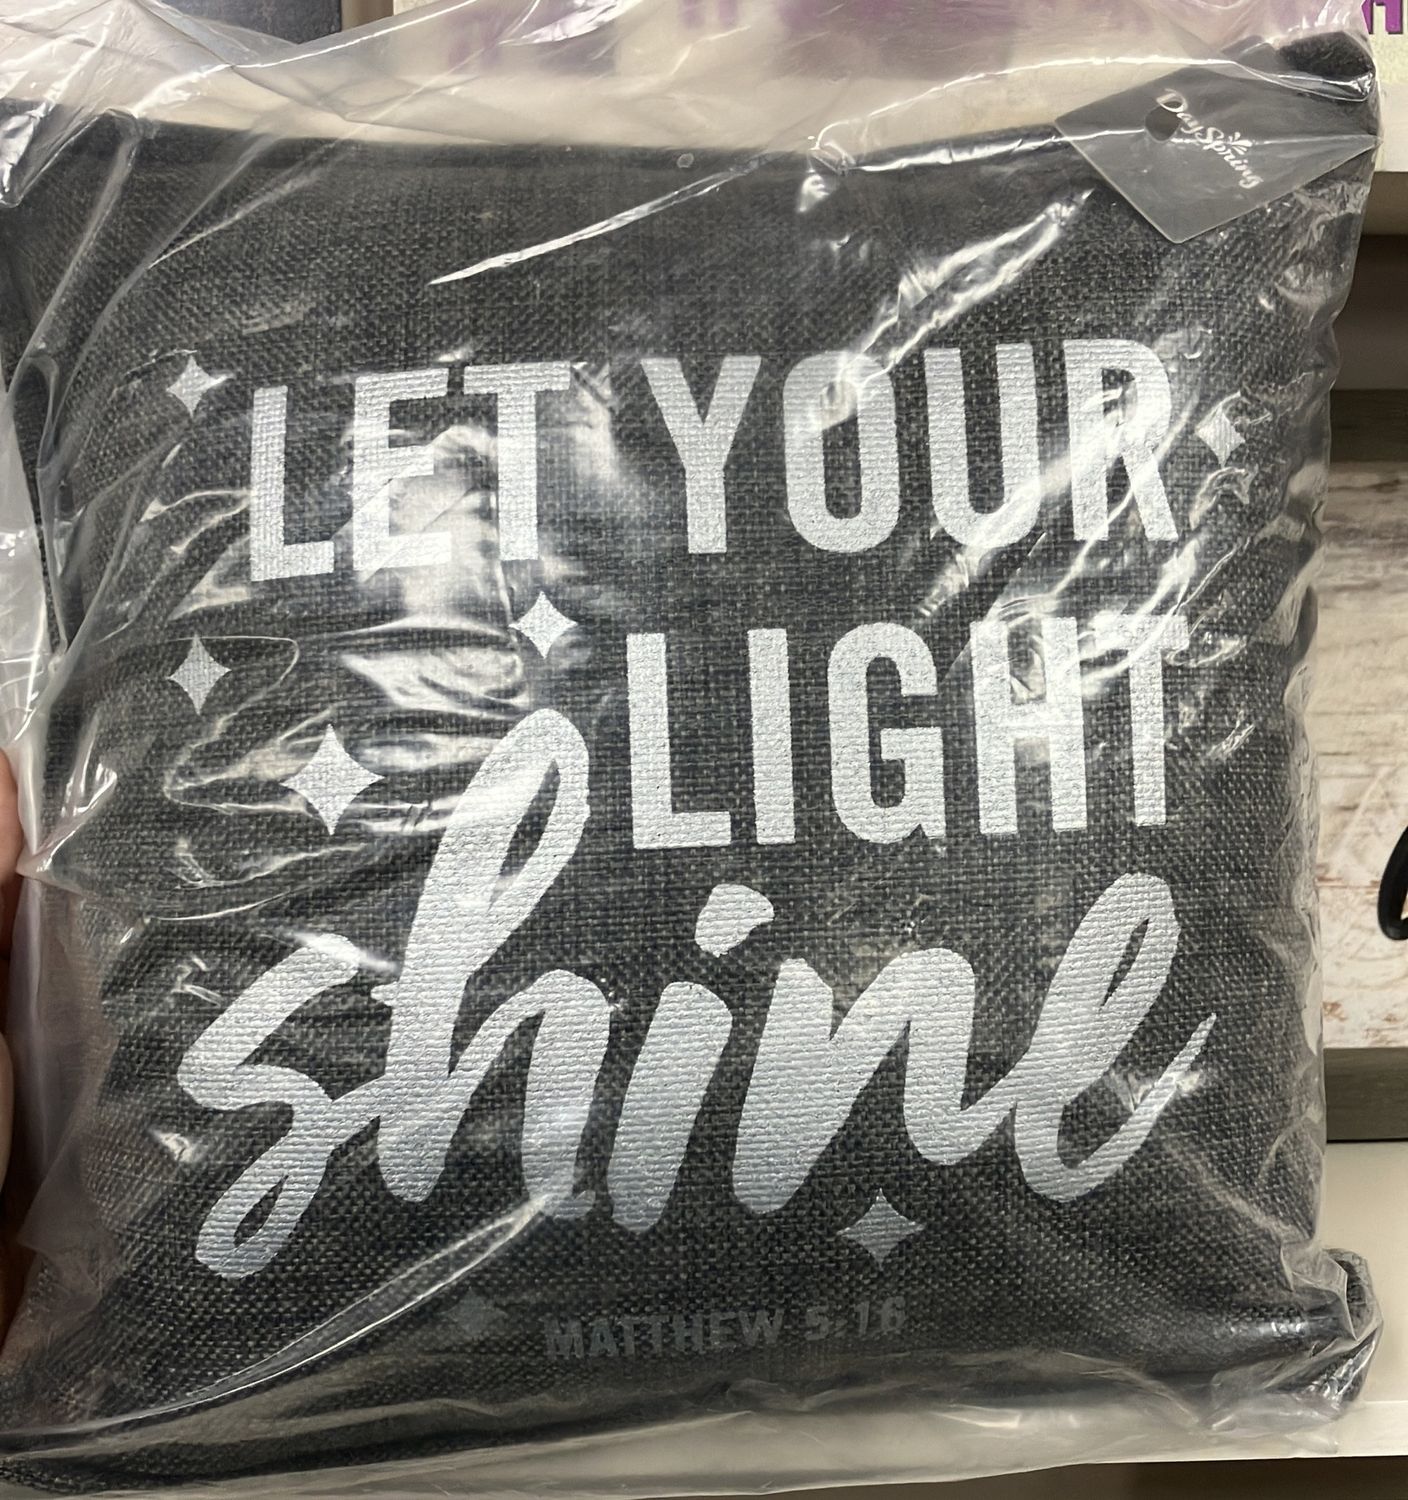 DaySpring
LET YOUR
LIGHT
shine
MATTHEW 5:16